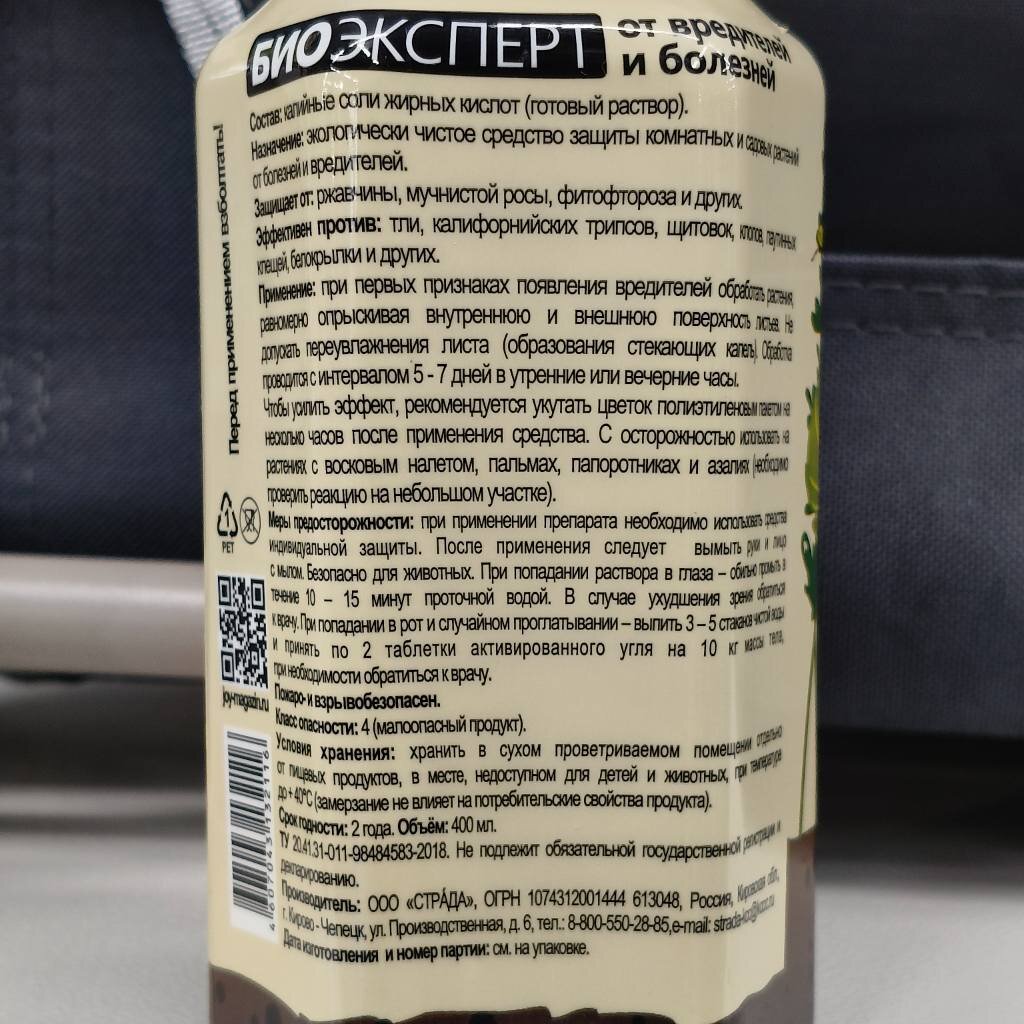 БИОЭКСПЕРТ от вредителей
и болезней
Состав: калийные соли жирных кислот (готовый раствор).
Назначение: экологически чистое средство защиты комнатных и садовых растений
от болезней и вредителей.
Защищает от: ржавчины, мучнистой росы, фитофтороза и других.
Эффективен против: тли, калифорнийских трипсов, щитовок, клопов, паутинных
клещей, белокрылки и других.
Применение: при первых признаках появления вредителей обработать растения,
равномерно опрыскивая внутреннюю и внешнюю поверхность листьев. Не
допускать переувлажнения листа (образования стекающих капель). Обработка
проводится с интервалом 5 - 7 дней в утренние или вечерние часы.
Чтобы усилить эффект, рекомендуется укутать цветок полиэтиленовым пакетом на
несколько часов после применения средства. С осторожностью использовать на
растениях с восковым налетом, пальмах, папоротниках и азалиях (необходимо
проверить реакцию на небольшом участке).
Меры предосторожности: при применении препарата необходимо использовать средства
индивидуальной защиты. После применения следует вымыть руки и лицо
с мылом. Безопасно для животных. При попадании раствора в глаза – обильно промыть в
течение 10 – 15 минут проточной водой. В случае ухудшения зрения обратиться
к врачу. При попадании в рот и случайном проглатывании – выпить 3 – 5 стаканов чистой воды
и принять по 2 таблетки активированного угля на 10 кг массы тела,
при необходимости обратиться к врачу.
Пожаро- и взрывобезопасен.
Класс опасности: 4 (малоопасный продукт).
Условия хранения: хранить в сухом проветриваемом помещении отдельно
от пищевых продуктов, в месте, недоступном для детей и животных, при температуре
до + 40°С (замерзание не влияет на потребительские свойства продукта).
Срок годности: 2 года. Объём: 400 мл.
ТУ 20.41.31-011-98484583-2018. Не подлежит обязательной государственной регистрации и
декларированию.
Производитель: ООО «СТРА́ДА», ОГРН 1074312001444 613048, Россия, Кировская обл.,
г. Кирово - Чепецк, ул. Производственная, д. 6, тел.: 8-800-550-28-85, e-mail: strada-kco@kcco.ru
Дата изготовления и номер партии: см. на упаковке.
Перед применением взболтать!
1
PET
joy-magazin.ru
4 607043 132116